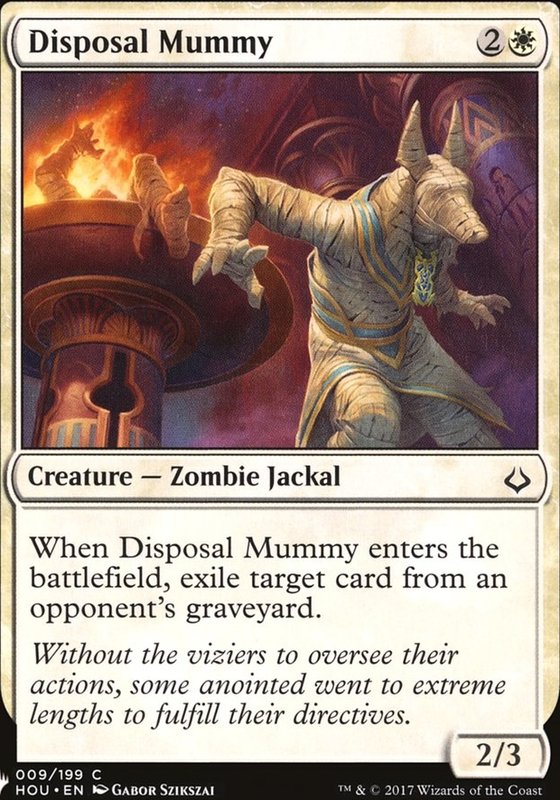 Disposal Mummy 2
Creature — Zombie Jackal
When Disposal Mummy enters the
battlefield, exile target card from an
opponent's graveyard.
Without the viziers to oversee their
actions, some anointed went to extreme
lengths to fulfill their directives.
2/3
009/199 C
HOU • EN Gabor Szikszai
™ & © 2017 Wizards of the Coast